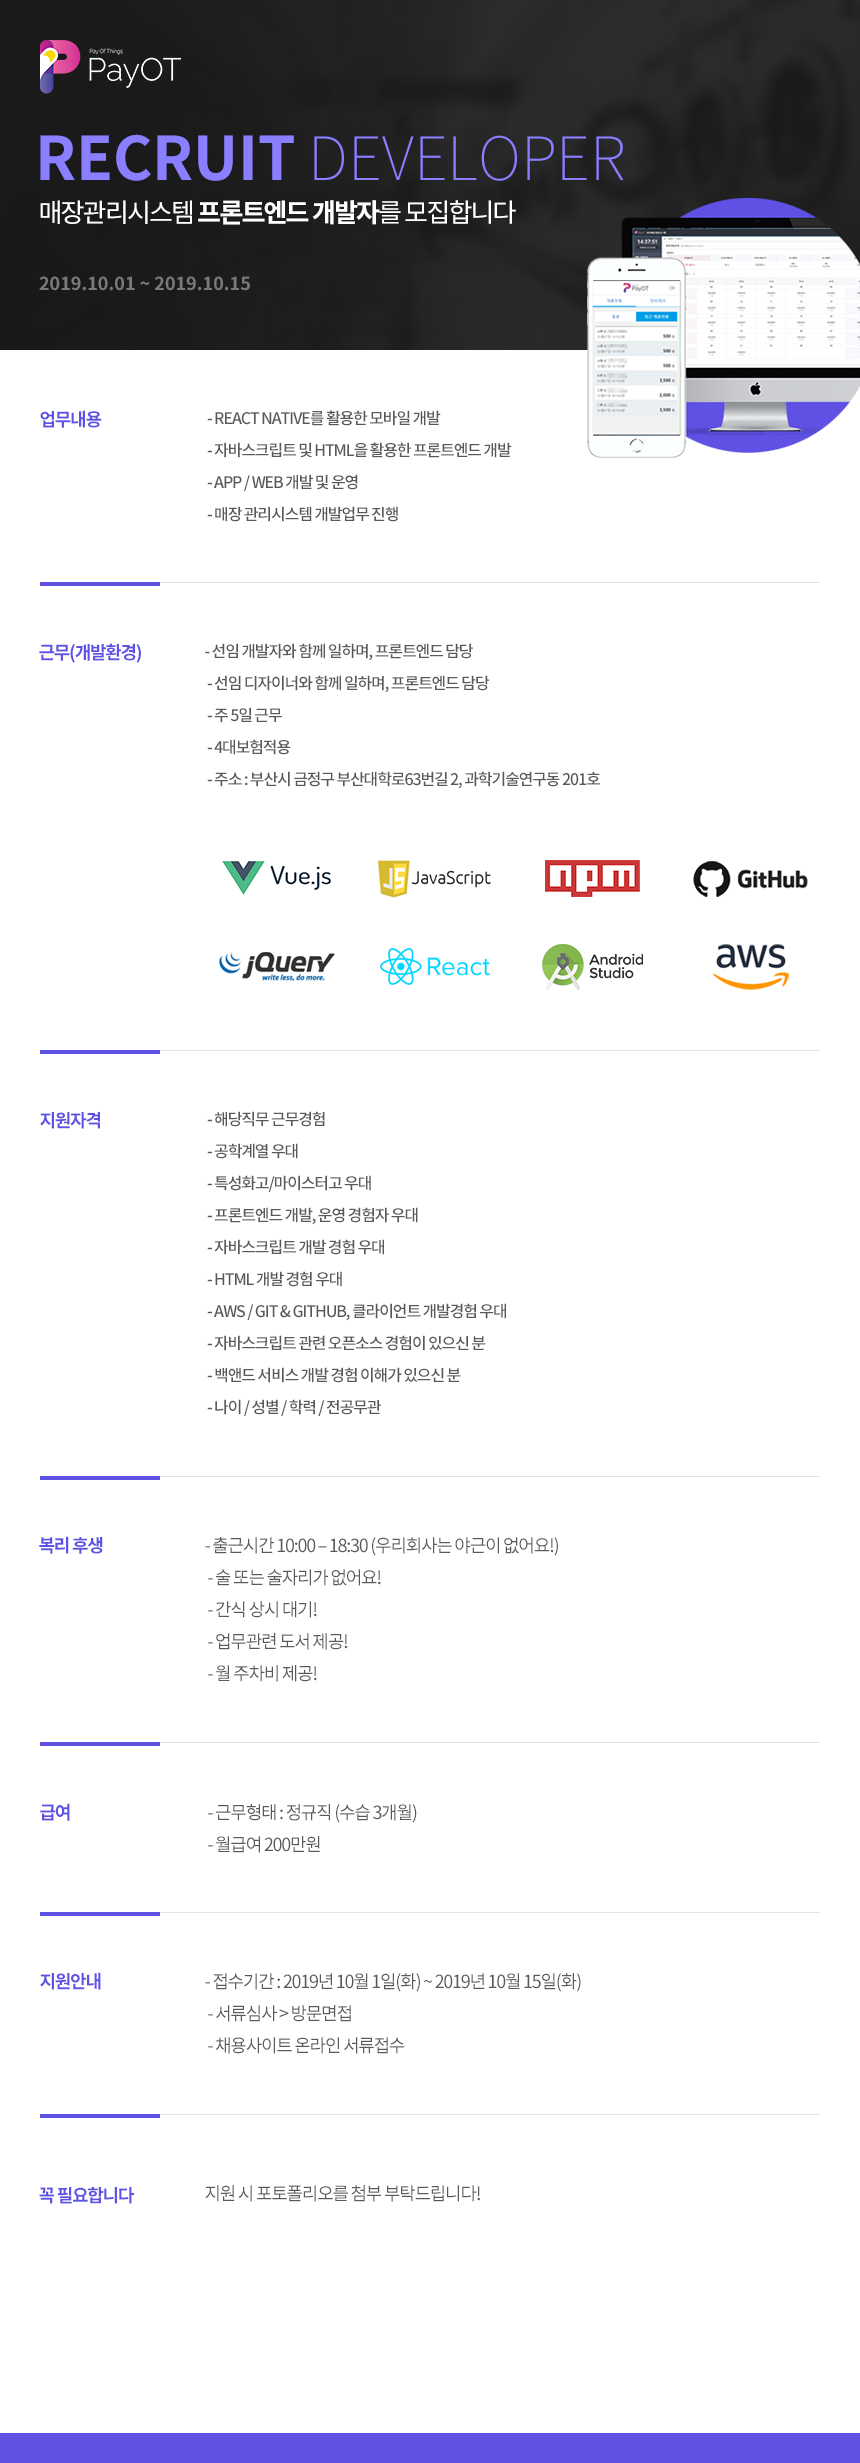 Pay Of Things
PayOT
RECRUIT DEVELOPER
매장관리시스템 프론트엔드 개발자를 모집합니다
2019.10.01 ~ 2019.10.15
14:37:51
PayOT
500
500
500
3,500
2,000
3,500
업무내용
- REACT NATIVE를 활용한 모바일 개발
- 자바스크립트 및 HTML을 활용한 프론트엔드 개발
- APP / WEB 개발 및 운영
- 매장 관리시스템 개발업무 진행
근무(개발환경)
- 선임 개발자와 함께 일하며, 프론트엔드 담당
- 선임 디자이너와 함께 일하며, 프론트엔드 담당
- 주 5일 근무
- 4대보험적용
- 주소 : 부산시 금정구 부산대학로63번길 2, 과학기술연구동 201호
Vue.js
JS JavaScript
npm
GitHub
jQuery
write less, do more.
React
Android
Studio
aws
지원자격
- 해당직무 근무경험
- 공학계열 우대
- 특성화고/마이스터고 우대
- 프론트엔드 개발, 운영 경험자 우대
- 자바스크립트 개발 경험 우대
- HTML 개발 경험 우대
- AWS / GIT & GITHUB, 클라이언트 개발경험 우대
- 자바스크립트 관련 오픈소스 경험이 있으신 분
- 백앤드 서비스 개발 경험 이해가 있으신 분
- 나이 / 성별 / 학력 / 전공무관
복리 후생
- 출근시간 10:00 – 18:30 (우리회사는 야근이 없어요!)
- 술 또는 술자리가 없어요!
- 간식 상시 대기!
- 업무관련 도서 제공!
- 월 주차비 제공!
급여
- 근무형태 : 정규직 (수습 3개월)
- 월급여 200만원
지원안내
- 접수기간 : 2019년 10월 1일(화) ~ 2019년 10월 15일(화)
- 서류심사 > 방문면접
- 채용사이트 온라인 서류접수
꼭 필요합니다
지원 시 포토폴리오를 첨부 부탁드립니다!